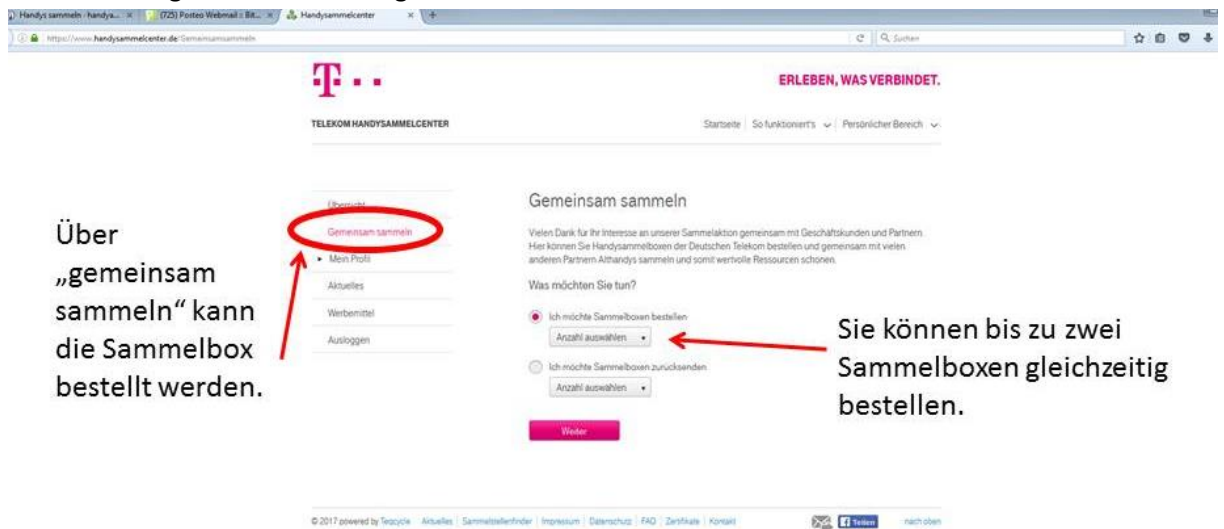 Handys sammeln - handya...
(725) Posteo Webmail :: Bit...
Handysammelcenter
https://www.handysammelcenter.de/Gemeinsamsammeln
Suchen
T
ERLEBEN, WAS VERBINDET.
TELEKOM HANDYSAMMELCENTER
Startseite So funktioniert's Persönlicher Bereich
Übersicht
Gemeinsam sammeln
Mein Profil
Aktuelles
Werbemittel
Ausloggen
Gemeinsam sammeln
Vielen Dank für Ihr Interesse an unserer Sammelaktion gemeinsam mit Geschäftskunden und Partnern.
Hier können Sie Handysammelboxen der Deutschen Telekom bestellen und gemeinsam mit vielen
anderen Partnern Althandys sammeln und somit wertvolle Ressourcen schonen.
Was möchten Sie tun?
Ich möchte Sammelboxen bestellen
Anzahl auswählen
Ich möchte Sammelboxen zurücksenden
Anzahl auswählen
Weiter
Über
„gemeinsam
sammeln“ kann
die Sammelbox
bestellt werden.
Sie können bis zu zwei
Sammelboxen gleichzeitig
bestellen.
© 2017 powered by Teqcycle Aktuelles Sammelstellenfinder Impressum Datenschutz FAQ Zertifikate Kontakt
Teilen
nach oben